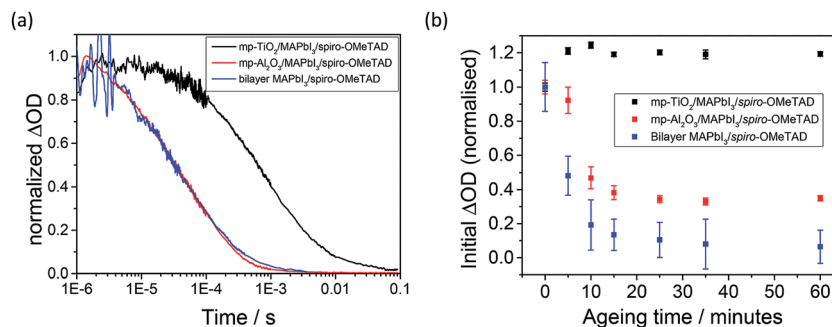 (a)
normalized ΔOD
1.0
0.8
0.6
0.4
0.2
0.0
mp-TiO₂/MAPbI₃/spiro-OMeTAD
mp-Al₂O₃/MAPbI₃/spiro-OMeTAD
bilayer MAPbI₃/spiro-OMeTAD
1E-6 1E-5 1E-4 1E-3 0.01 0.1
Time / s
(b)
Initial ΔOD (normalised)
1.2
1.0
0.8
0.6
0.4
0.2
0.0
mp-TiO₂/MAPbI₃/spiro-OMeTAD
mp-Al₂O₃/MAPbI₃/spiro-OMeTAD
Bilayer MAPbI₃/spiro-OMeTAD
0 10 20 30 40 50 60
Ageing time / minutes